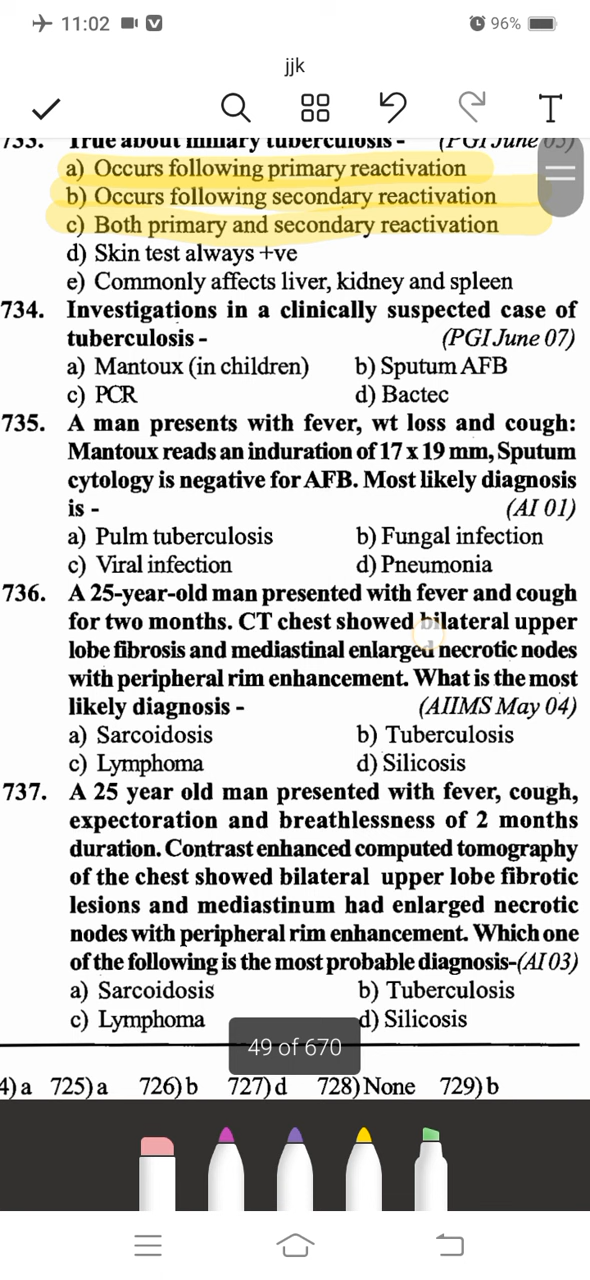 11:02
96%
jjk
T
733. True about miliary tuberculosis - (PGI June 05)
a) Occurs following primary reactivation
b) Occurs following secondary reactivation
c) Both primary and secondary reactivation
d) Skin test always +ve
e) Commonly affects liver, kidney and spleen
734. Investigations in a clinically suspected case of
tuberculosis - (PGI June 07)
a) Mantoux (in children) b) Sputum AFB
c) PCR d) Bactec
735. A man presents with fever, wt loss and cough:
Mantoux reads an induration of 17 x 19 mm, Sputum
cytology is negative for AFB. Most likely diagnosis
is - (AI 01)
a) Pulm tuberculosis b) Fungal infection
c) Viral infection d) Pneumonia
736. A 25-year-old man presented with fever and cough
for two months. CT chest showed bilateral upper
lobe fibrosis and mediastinal enlarged necrotic nodes
with peripheral rim enhancement. What is the most
likely diagnosis - (AIIMS May 04)
a) Sarcoidosis b) Tuberculosis
c) Lymphoma d) Silicosis
737. A 25 year old man presented with fever, cough,
expectoration and breathlessness of 2 months
duration. Contrast enhanced computed tomography
of the chest showed bilateral upper lobe fibrotic
lesions and mediastinum had enlarged necrotic
nodes with peripheral rim enhancement. Which one
of the following is the most probable diagnosis-(AI 03)
a) Sarcoidosis b) Tuberculosis
c) Lymphoma d) Silicosis
49 of 670
4) a 725) a 726) b 727) d 728) None 729) b